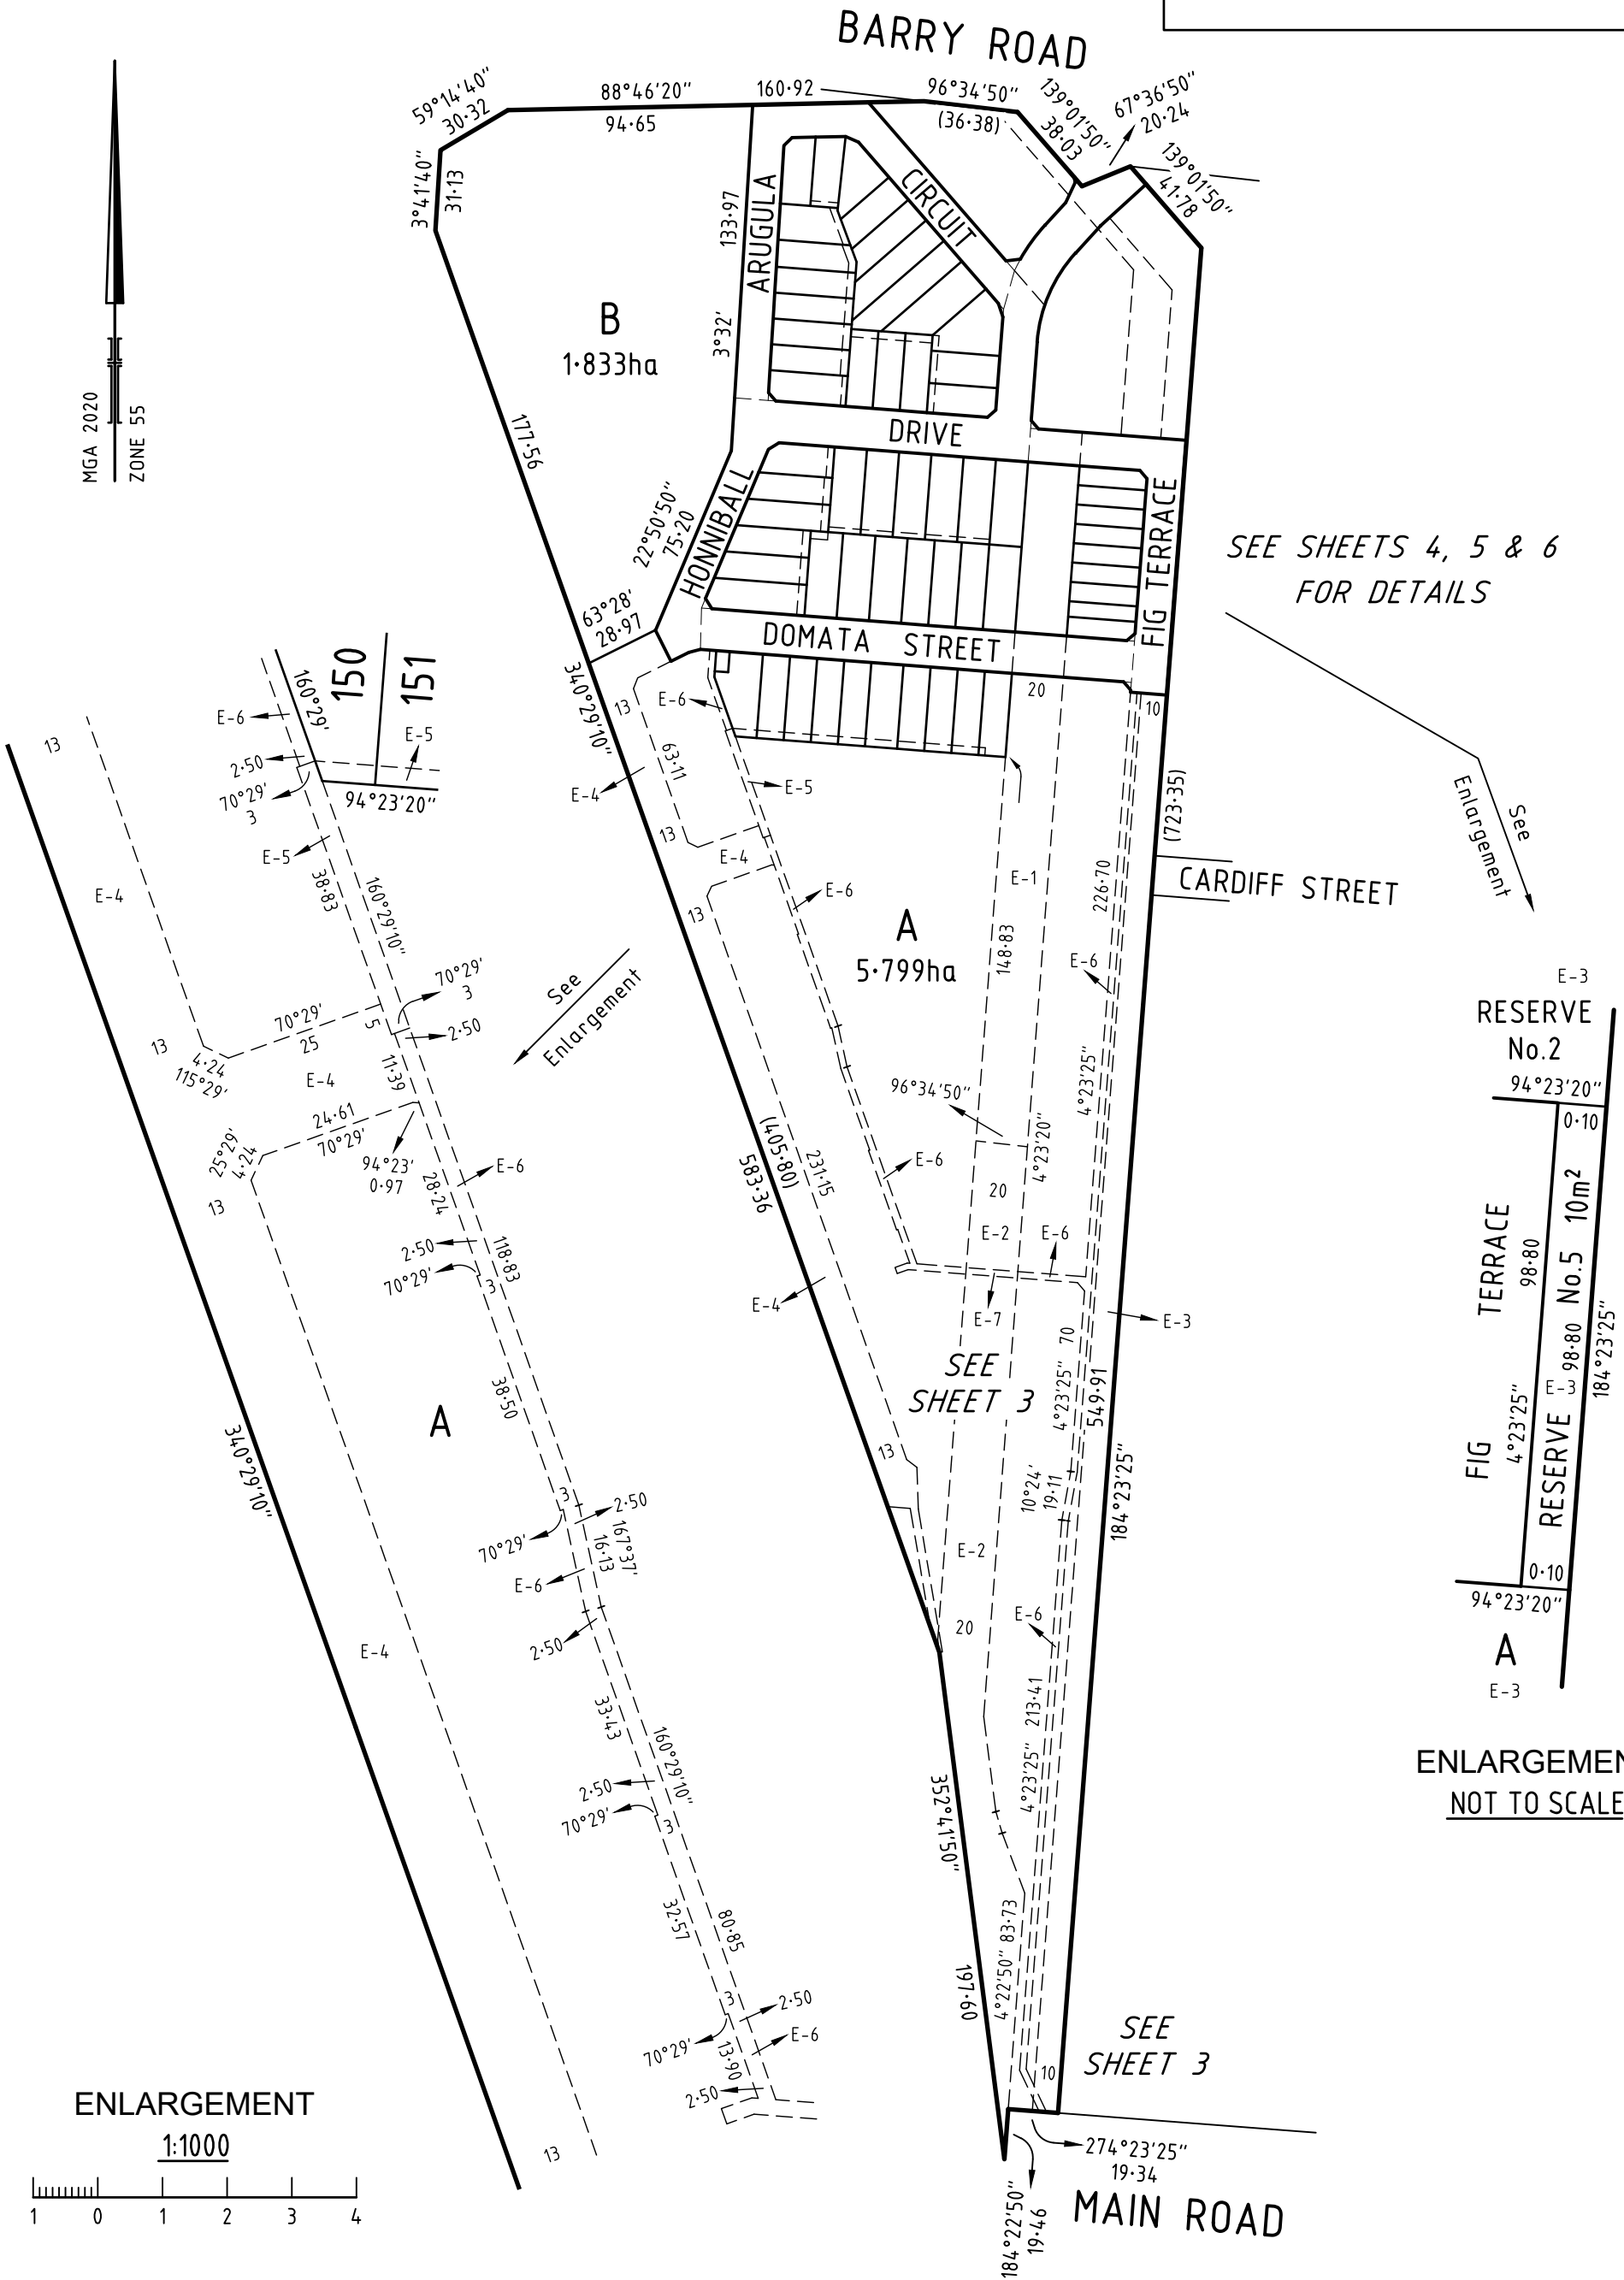 BARRY ROAD
59°14'40"
30·32
88°46'20"
94·65
160·92
96°34'50"
(36·38)
139°01'50"
38·03
67°36'50"
20·24
139°01'50"
41·78
3°41'40"
31·13
133·97
3°32'
ARUGULA
CIRCUIT
B
1·833ha
MGA 2020
ZONE 55
177·56
DRIVE
22°50'50"
75·20
HONNIBALL
FIG TERRACE
SEE SHEETS 4, 5 & 6
FOR DETAILS
63°28'
28·97
DOMATA STREET
340°29'10"
13
E-6
63·11
E-4
E-5
13
E-4
20
10
(723·35)
See
Enlargement
CARDIFF STREET
E-1
226·70
E-6
A
5·799ha
148·83
E-6
13
4°23'25"
96°34'50"
4°23'20"
(405·80)
583·36
231·15
E-6
20
E-2
E-6
E-4
E-7
E-3
SEE
SHEET 3
70
4°23'25"
549·91
13
10°24'
19·11
184°23'25"
E-2
20
E-6
213·41
4°23'25"
352°41'50"
197·60
83·73
4°22'50"
SEE
SHEET 3
10
274°23'25"
19·34
184°22'50"
19·46
MAIN ROAD
160°29'
150
151
E-6
E-5
2·50
70°29'
3
94°23'20"
13
E-5
38·83
160°29'10"
E-4
70°29'
3
2·50
5
70°29'
25
13
4·24
115°29'
E-4
11·39
24·61
70°29'
25°29'
4·24
94°23'
0·97
28·24
E-6
13
2·50
70°29'
3
118·83
See
Enlargement
38·50
A
340°29'10"
3
2·50
70°29'
16·13
167°37'
E-6
2·50
E-4
33·43
160°29'10"
2·50
70°29'
3
32·57
80·85
3
2·50
E-6
70°29'
13·90
2·50
13
ENLARGEMENT
1:1000
1 0 1 2 3 4
E-3
RESERVE
No.2
94°23'20"
0·10
FIG TERRACE
98·80
4°23'25"
RESERVE E-3 98·80 No.5 10m²
184°23'25"
0·10
94°23'20"
A
E-3
ENLARGEMEN
NOT TO SCALE